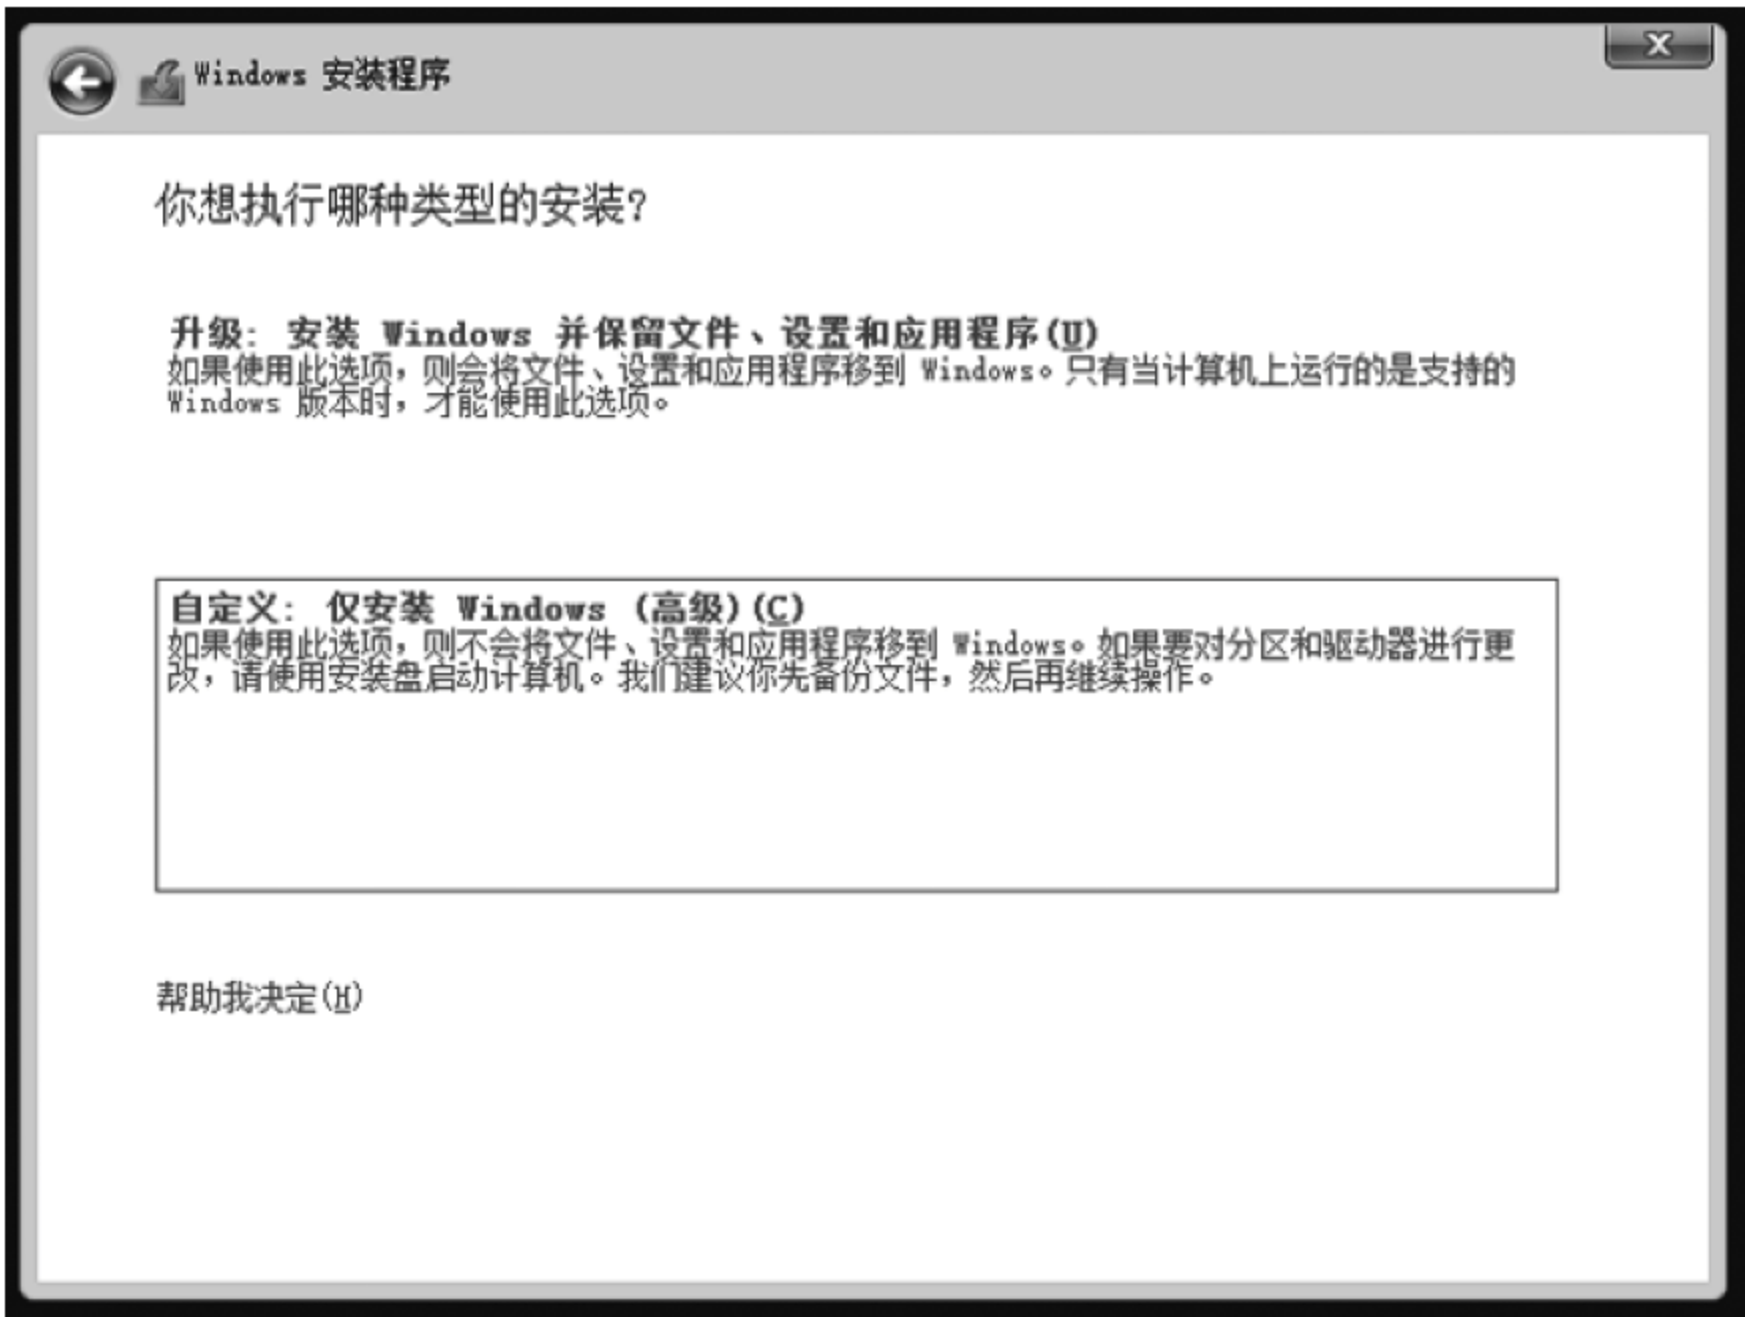 Windows 安装程序
你想执行哪种类型的安装?
升级: 安装 Windows 并保留文件、设置和应用程序(U)
如果使用此选项，则会将文件、设置和应用程序移到 Windows。只有当计算机上运行的是支持的
Windows 版本时，才能使用此选项。
自定义: 仅安装 Windows (高级)(C)
如果使用此选项，则不会将文件、设置和应用程序移到 Windows。如果要对分区和驱动器进行更
改，请使用安装盘启动计算机。我们建议你先备份文件，然后再继续操作。
帮助我决定(H)